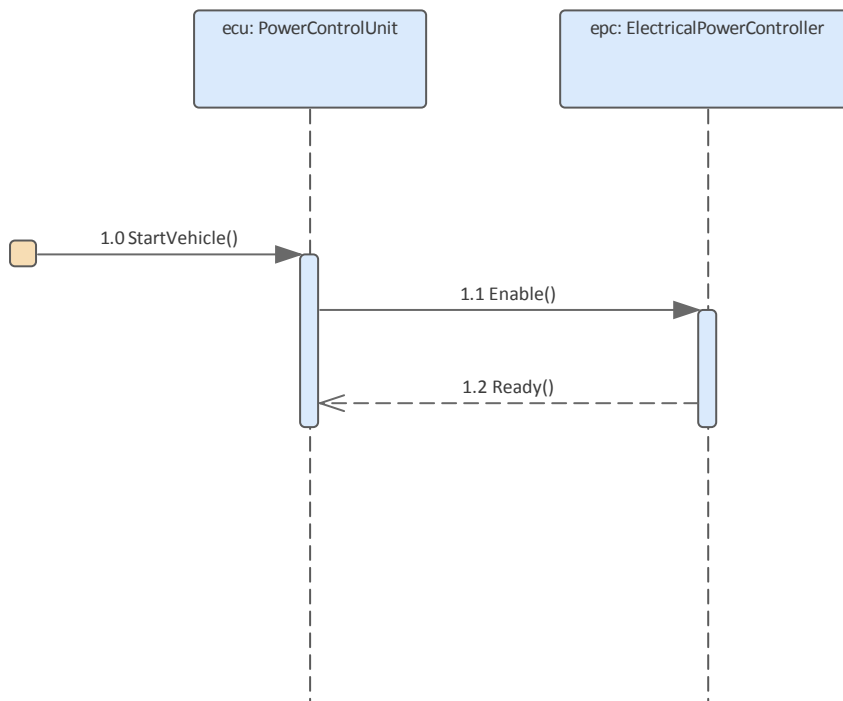 ecu: PowerControlUnit
epc: ElectricalPowerController
1.0 StartVehicle()
1.1 Enable()
1.2 Ready()